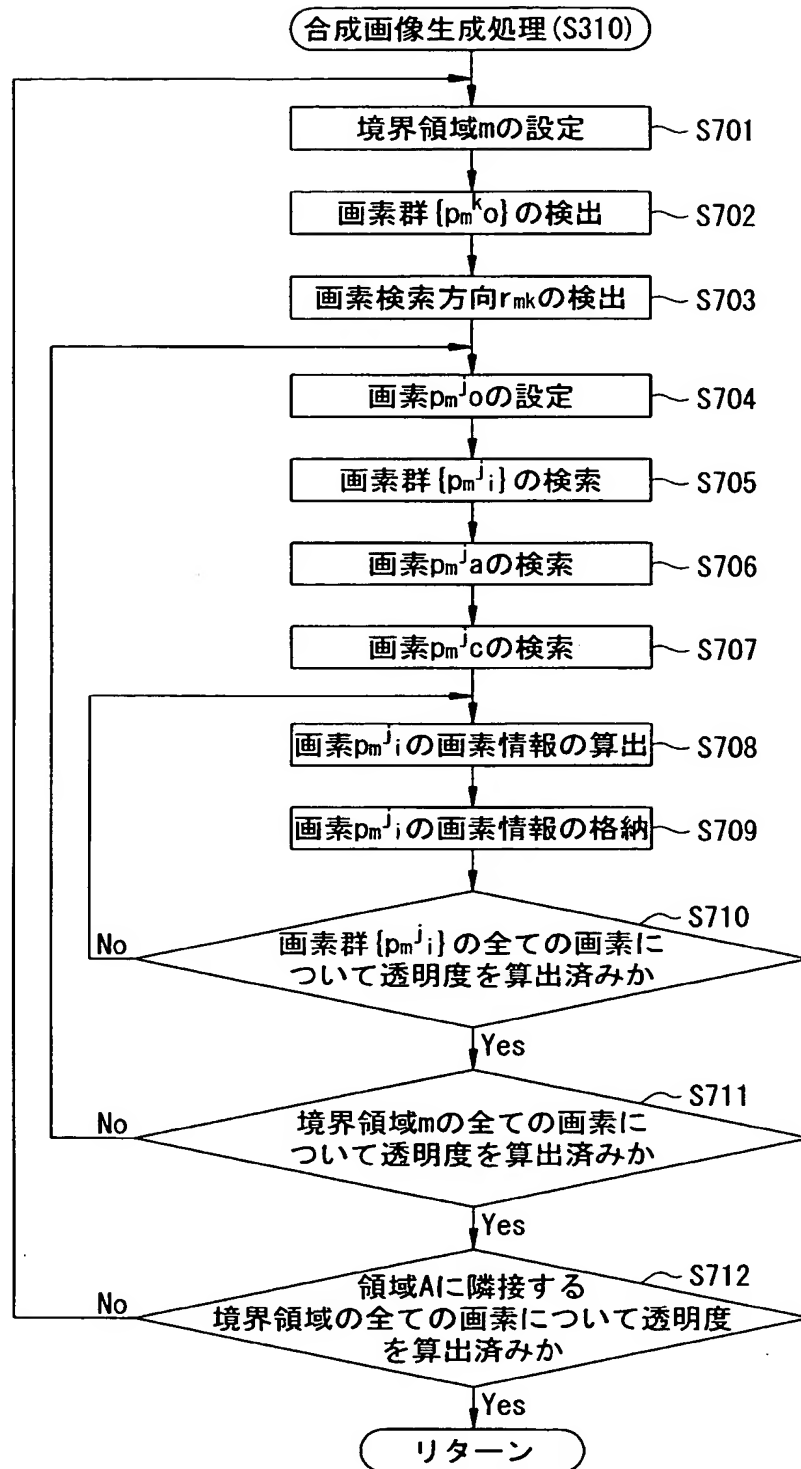 合成画像生成処理(S310)
境界領域mの設定 S701
画素群{pₘᵏo}の検出 S702
画素検索方向rₘₖの検出 S703
画素pₘʲoの設定 S704
画素群{pₘʲi}の検索 S705
画素pₘʲaの検索 S706
画素pₘʲcの検索 S707
画素pₘʲiの画素情報の算出 S708
画素pₘʲiの画素情報の格納 S709
S710
No
画素群{pₘʲi}の全ての画素に
ついて透明度を算出済みか
Yes
S711
No
境界領域mの全ての画素に
ついて透明度を算出済みか
Yes
S712
No
領域Aに隣接する
境界領域の全ての画素について透明度
を算出済みか
Yes
リターン